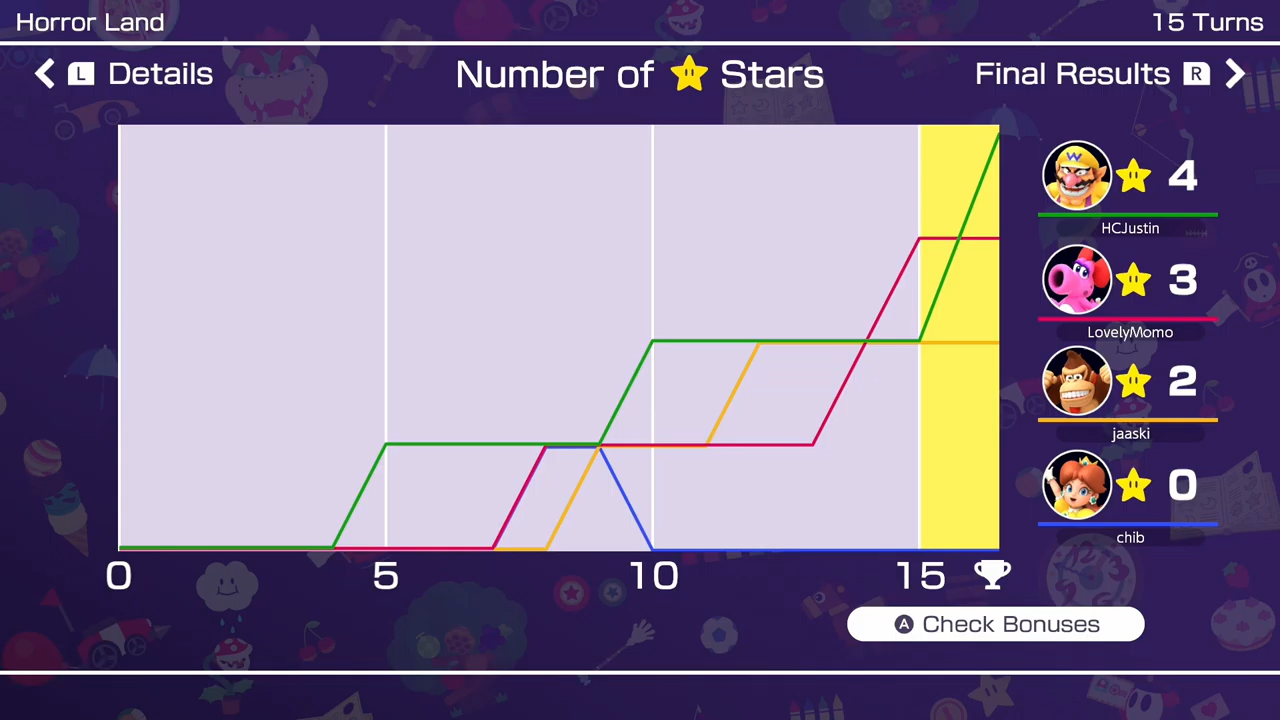 Horror Land
15 Turns
L Details
Number of Stars
Final Results R
4
HCJustin
3
LovelyMomo
2
jaaski
0
chib
0 5 10 15
A Check Bonuses